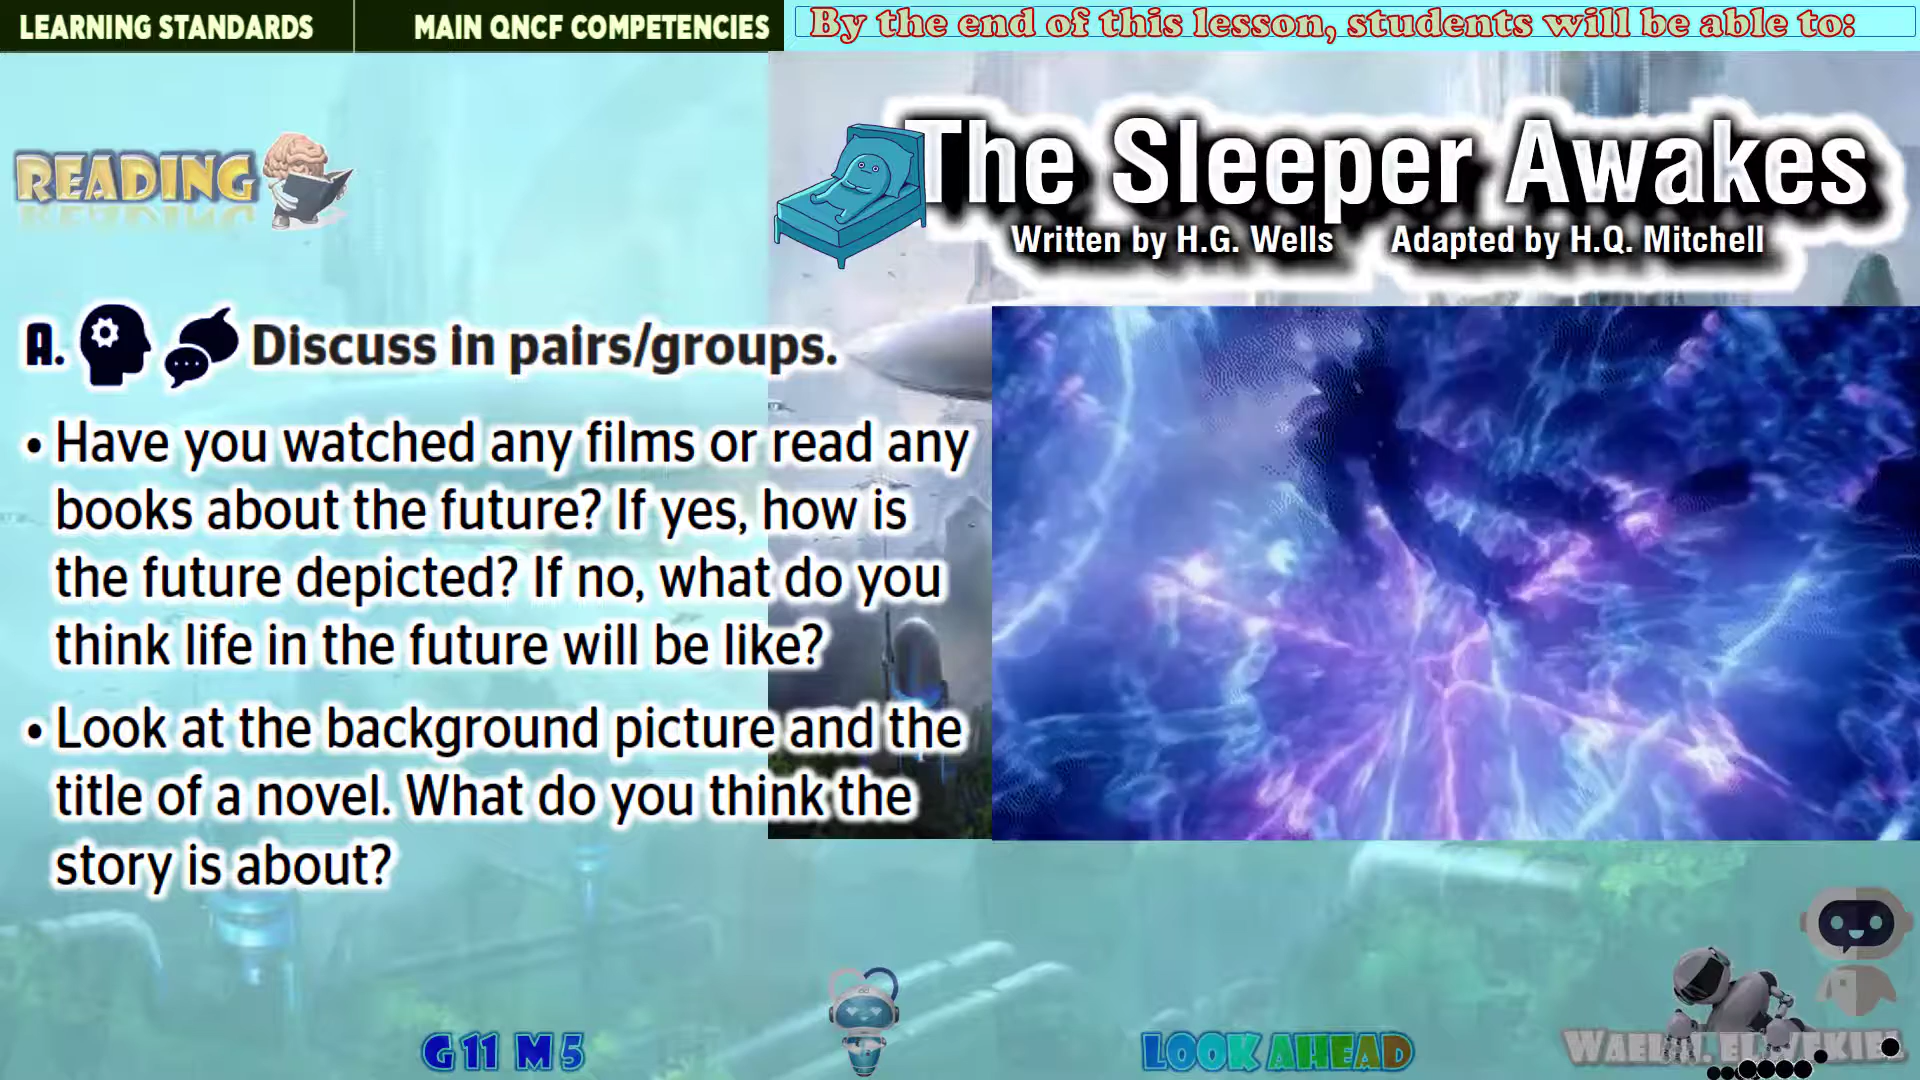 LEARNING STANDARDS
MAIN QNCF COMPETENCIES
By the end of this lesson, students will be able to:
READING
The Sleeper Awakes
Written by H.G. Wells Adapted by H.Q. Mitchell
A. Discuss in pairs/groups.
• Have you watched any films or read any
books about the future? If yes, how is
the future depicted? If no, what do you
think life in the future will be like?
• Look at the background picture and the
title of a novel. What do you think the
story is about?
G 11 M 5
LOOK AHEAD